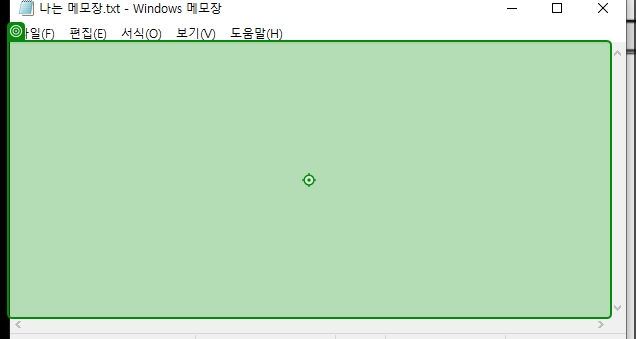 나는 메모장.txt - Windows 메모장
일(F) 편집(E) 서식(O) 보기(V) 도움말(H)